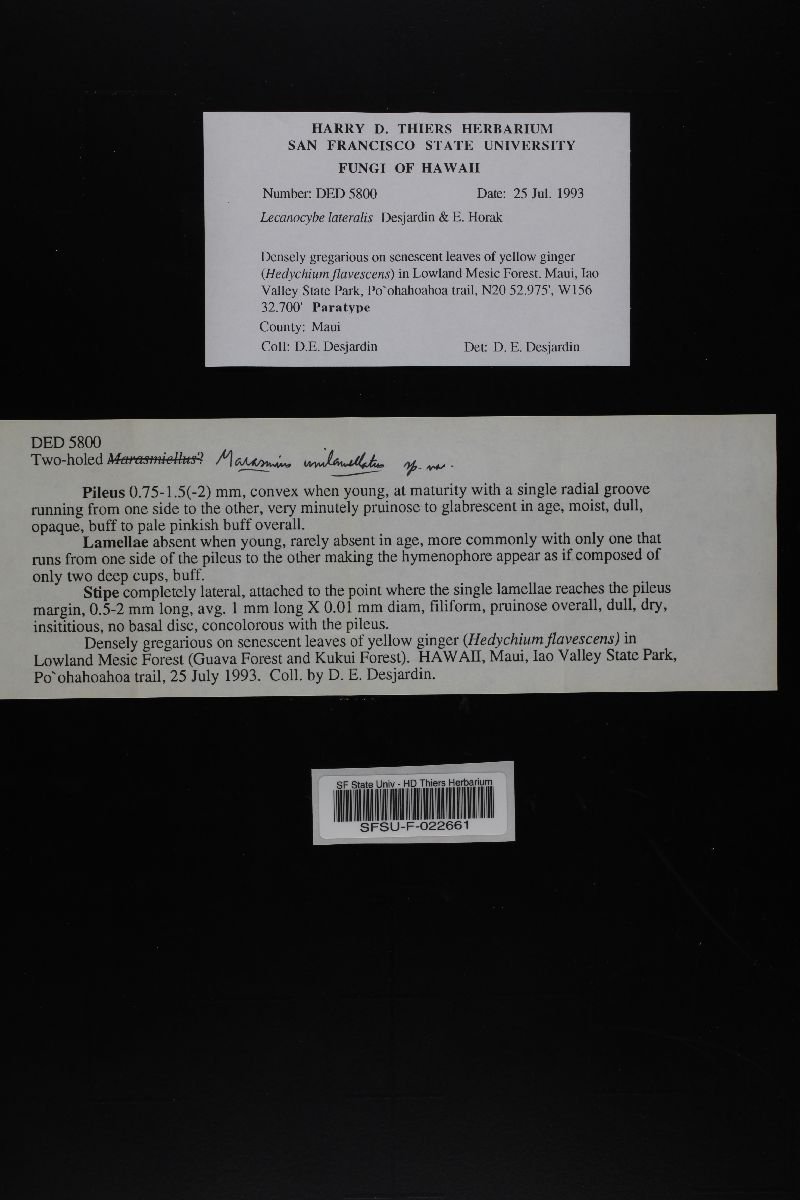 HARRY D. THIERS HERBARIUM
SAN FRANCISCO STATE UNIVERSITY
FUNGI OF HAWAII
Number: DED 5800 Date: 25 Jul. 1993
Lecanocybe lateralis Desjardin & E. Horak
Densely gregarious on senescent leaves of yellow ginger
(Hedychium flavescens) in Lowland Mesic Forest. Maui, Iao
Valley State Park, Po`ohahoahoa trail, N20 52.975', W156
32.700' Paratype
County: Maui
Coll: D.E. Desjardin Det: D. E. Desjardin
DED 5800
Two-holed Marasmiellus? Marasmius unilamellatus sp. nov.
Pileus 0.75-1.5(-2) mm, convex when young, at maturity with a single radial groove
running from one side to the other, very minutely pruinose to glabrescent in age, moist, dull,
opaque, buff to pale pinkish buff overall.
Lamellae absent when young, rarely absent in age, more commonly with only one that
runs from one side of the pileus to the other making the hymenophore appear as if composed of
only two deep cups, buff.
Stipe completely lateral, attached to the point where the single lamellae reaches the pileus
margin, 0.5-2 mm long, avg. 1 mm long X 0.01 mm diam, filiform, pruinose overall, dull, dry,
insititious, no basal disc, concolorous with the pileus.
Densely gregarious on senescent leaves of yellow ginger (Hedychium flavescens) in
Lowland Mesic Forest (Guava Forest and Kukui Forest). HAWAII, Maui, Iao Valley State Park,
Po`ohahoahoa trail, 25 July 1993. Coll. by D. E. Desjardin.
SF State Univ - HD Thiers Herbarium
SFSU-F-022661